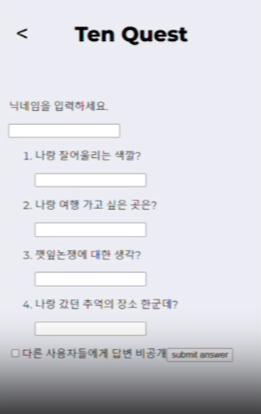 < Ten Quest
닉네임을 입력하세요.
1. 나랑 잘어울리는 색깔?
2. 나랑 여행 가고 싶은 곳은?
3. 깻잎논쟁에 대한 생각?
4. 나랑 갔던 추억의 장소 한군데?
다른 사용자들에게 답변 비공개 submit answer